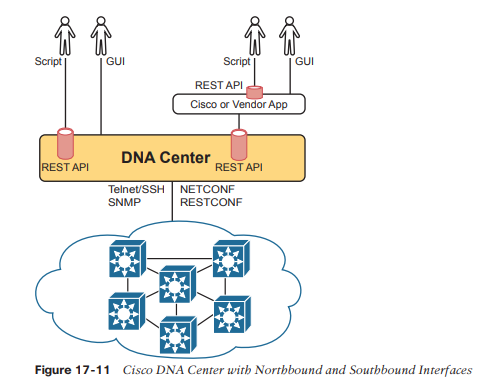 Script GUI Script GUI
REST API
Cisco or Vendor App
DNA Center
REST API REST API
Telnet/SSH NETCONF
SNMP RESTCONF
Figure 17-11 Cisco DNA Center with Northbound and Southbound Interfaces